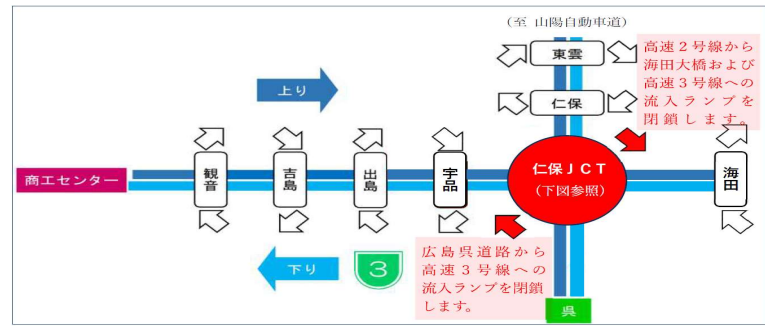 (至 山陽自動車道)
東雲
仁保
高速2号線から
海田大橋および
高速3号線への
流入ランプを
閉鎖します。
上り
商工センター
観音
吉島
出島
宇品
仁保JCT
(下図参照)
海田
下り
3
広島呉道路から
高速3号線への
流入ランプを閉鎖
します。
呉